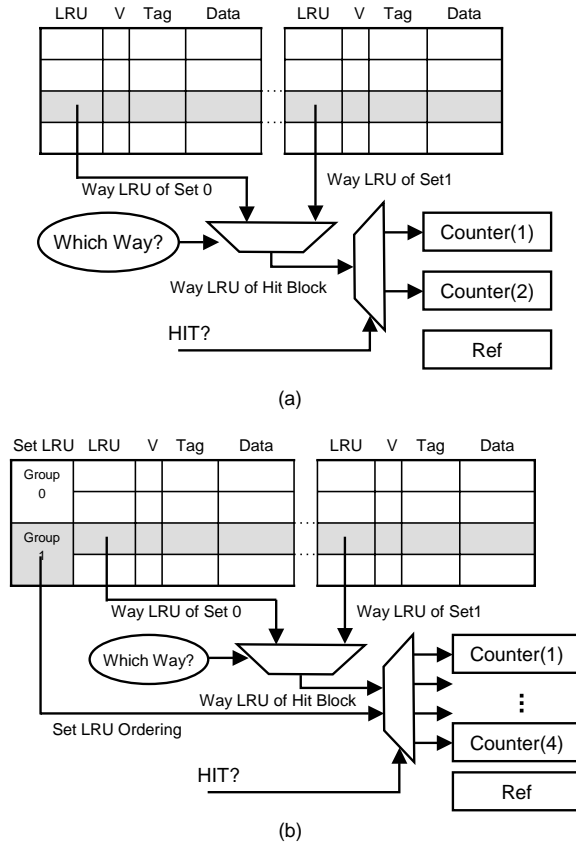 LRU V Tag Data LRU V Tag Data
Way LRU of Set 0
Way LRU of Set1
Which Way?
Counter(1)
Way LRU of Hit Block
Counter(2)
HIT?
Ref
(a)
Set LRU LRU V Tag Data LRU V Tag Data
Group
0
Group
1
Way LRU of Set 0
Way LRU of Set1
Which Way?
Counter(1)
Way LRU of Hit Block
Set LRU Ordering
Counter(4)
HIT?
Ref
(b)